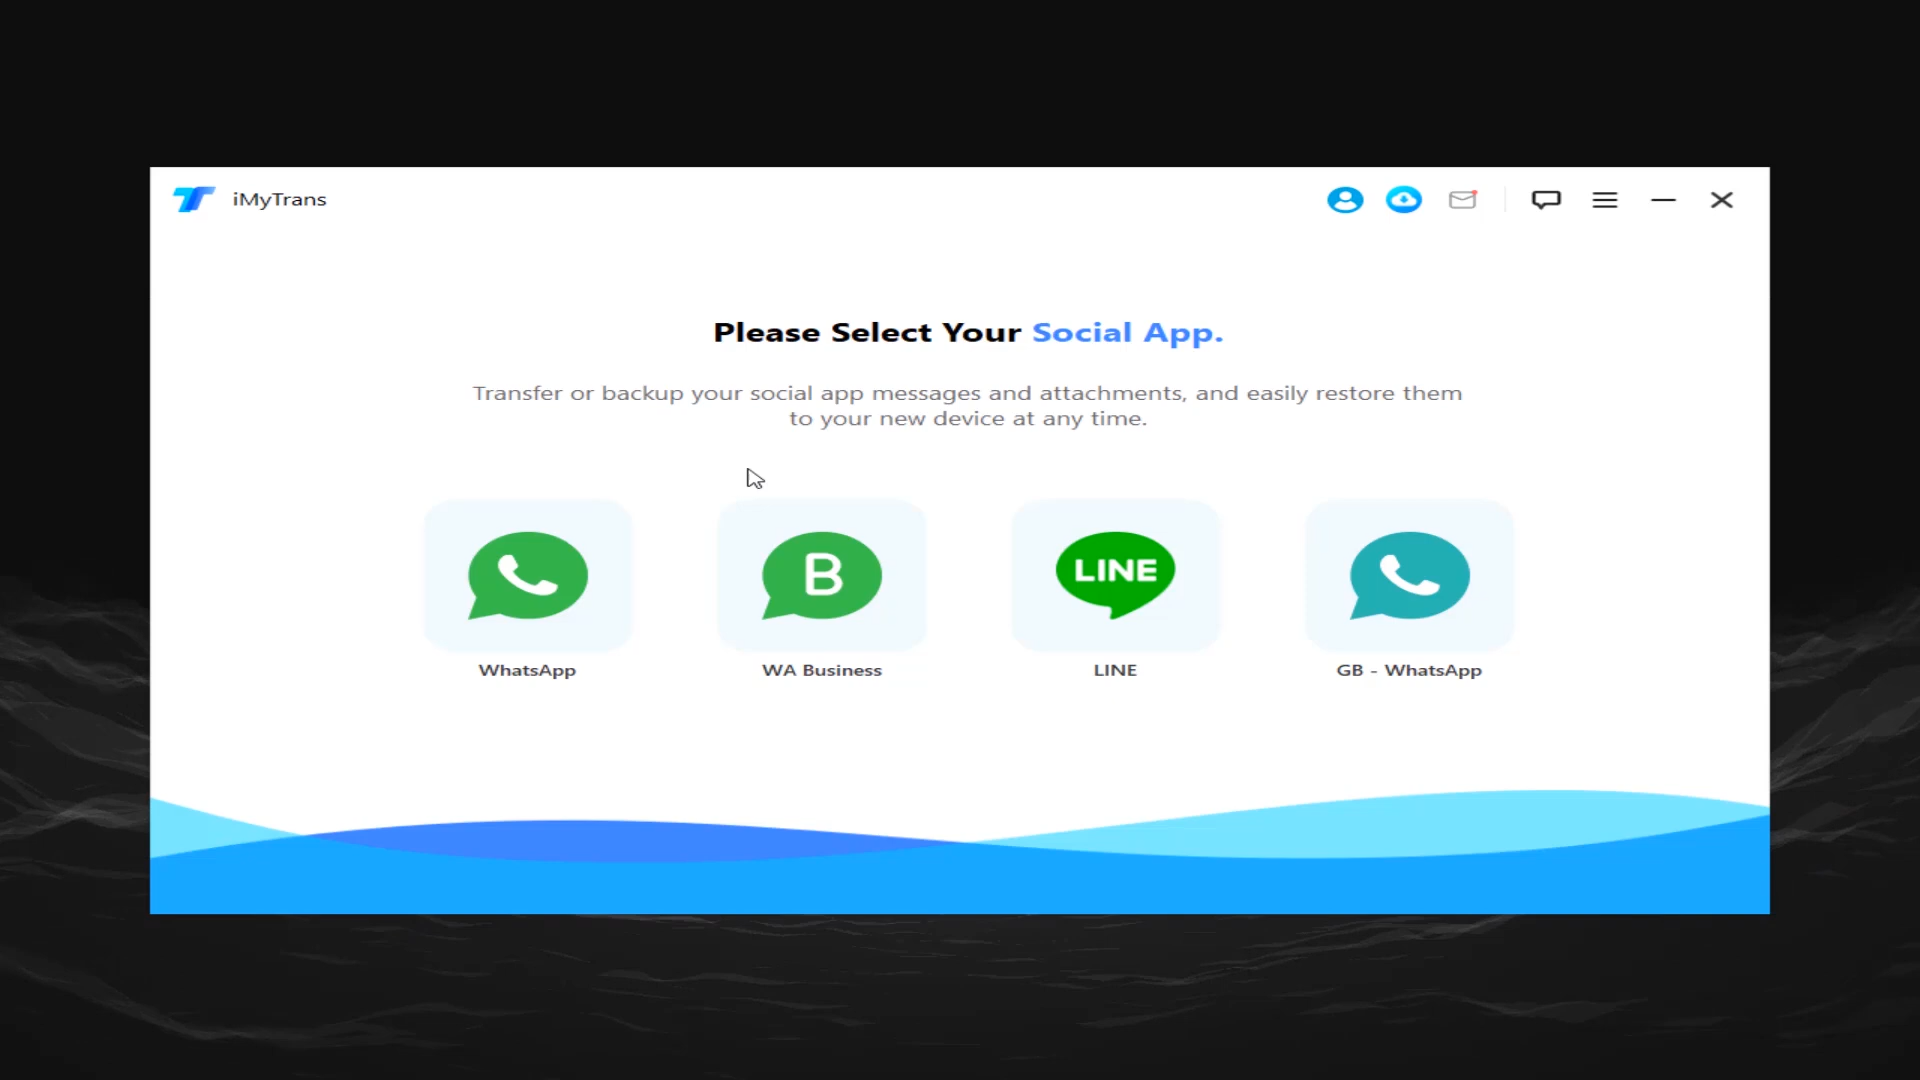 iMyTrans
Please Select Your Social App.
Transfer or backup your social app messages and attachments, and easily restore them
to your new device at any time.
B
LINE
WhatsApp
WA Business
LINE
GB - WhatsApp